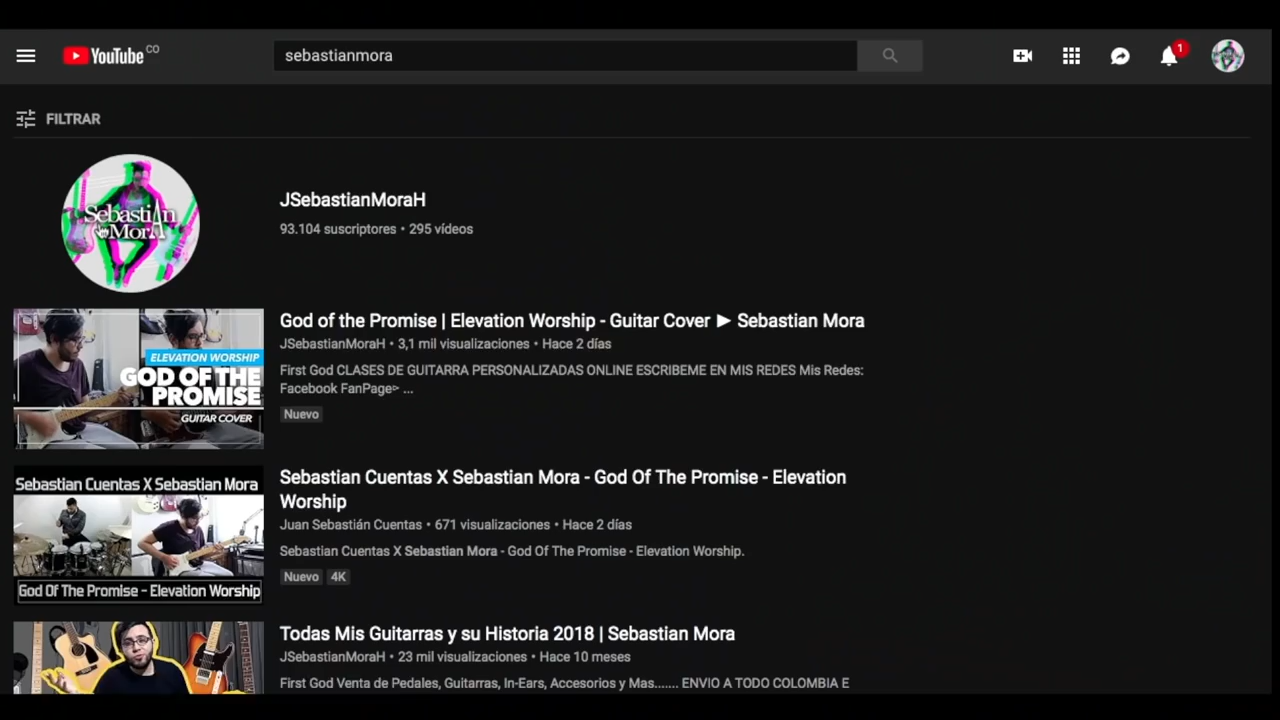 YouTube CO
sebastianmora
1
FILTRAR
Sebastian
Mora
JSebastianMoraH
93.104 suscriptores • 295 vídeos
ELEVATION WORSHIP
GOD OF THE
PROMISE
GUITAR COVER
God of the Promise | Elevation Worship - Guitar Cover ► Sebastian Mora
JSebastianMoraH • 3,1 mil visualizaciones • Hace 2 días
First God CLASES DE GUITARRA PERSONALIZADAS ONLINE ESCRIBEME EN MIS REDES Mis Redes:
Facebook FanPage⊳ ...
Nuevo
Sebastian Cuentas X Sebastian Mora
God Of The Promise - Elevation Worship
Sebastian Cuentas X Sebastian Mora - God Of The Promise - Elevation
Worship
Juan Sebastián Cuentas • 671 visualizaciones • Hace 2 días
Sebastian Cuentas X Sebastian Mora - God Of The Promise - Elevation Worship.
Nuevo 4K
Todas Mis Guitarras y su Historia 2018 | Sebastian Mora
JSebastianMoraH • 23 mil visualizaciones • Hace 10 meses
First God Venta de Pedales, Guitarras, In-Ears, Accesorios y Mas....... ENVIO A TODO COLOMBIA E